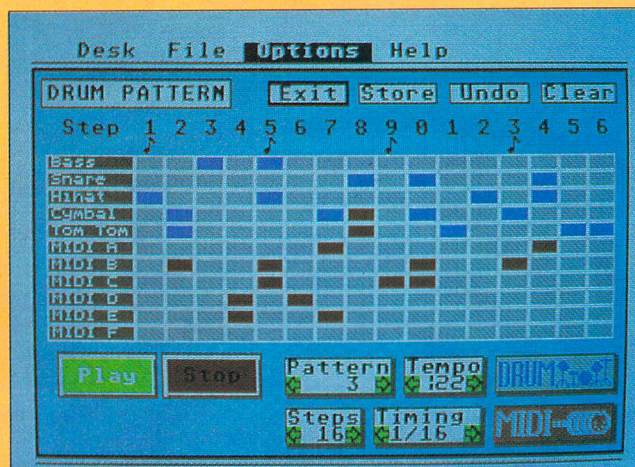 Desk File Options Help
DRUM PATTERN Exit Store Undo Clear
Step 1 2 3 4 5 6 7 8 9 0 1 2 3 4 5 6
Bass
Snare
Hihat
Cymbal
Tom Tom
MIDI A
MIDI B
MIDI C
MIDI D
MIDI E
MIDI F
Play Stop Pattern Tempo DRUM
3 122
Steps Timing MIDI
16 1/16